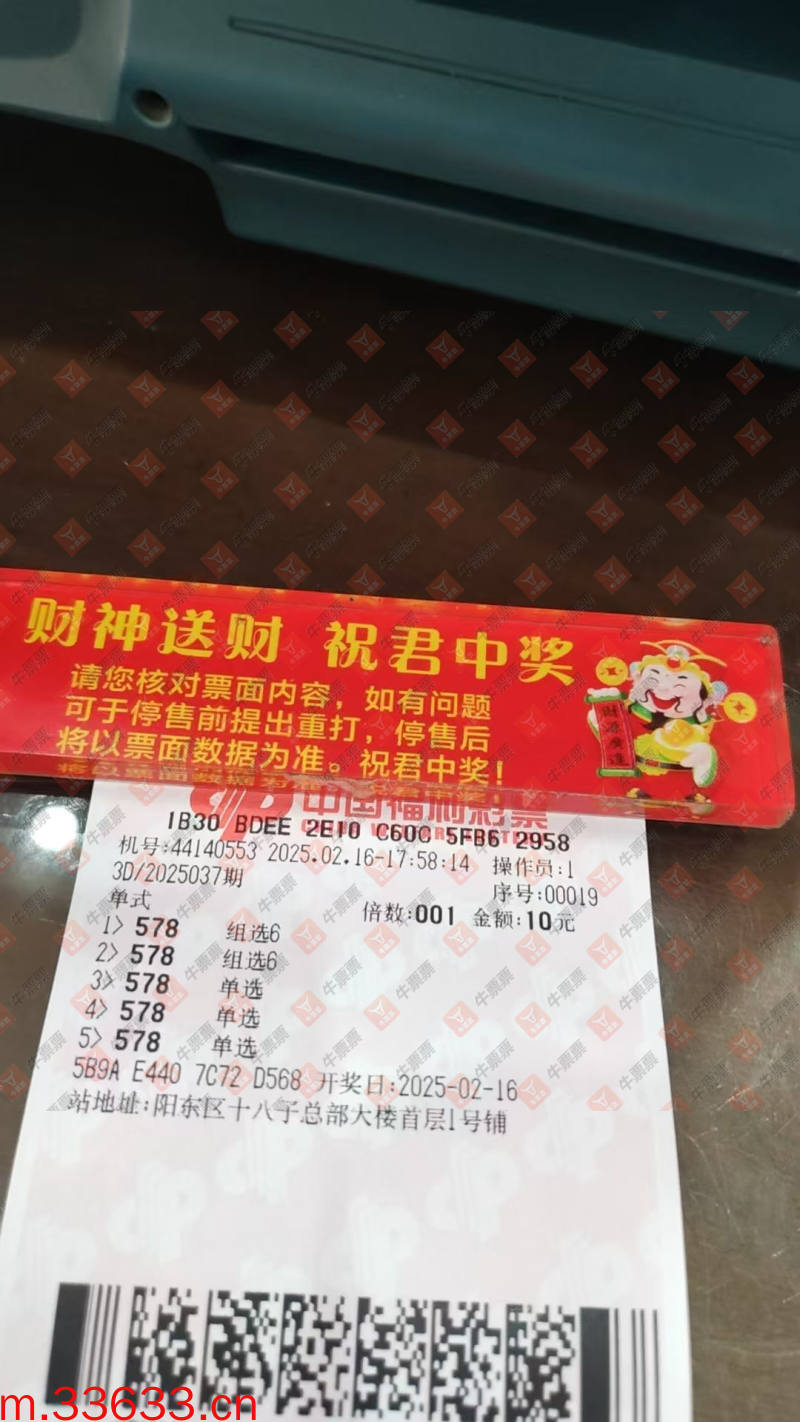 财神送财 祝君中奖
请您核对票面内容，如有问题
可于停售前提出重打，停售后
将以票面数据为准。祝君中奖！
财源广进
中国福利彩票
1B30 BDEE 2E10 C60C 5FB6 2958
机号:44140553 2025.02.16-17:58:14 操作员:1
3D/2025037期 序号:00019
单式 倍数:001 金额:10元
1> 578 组选6
2> 578 组选6
3> 578 单选
4> 578 单选
5> 578 单选
5B9A E440 7C72 D568 开奖日:2025-02-16
站地址:阳东区十八子总部大楼首层1号铺
m.33633.cn
牛票票